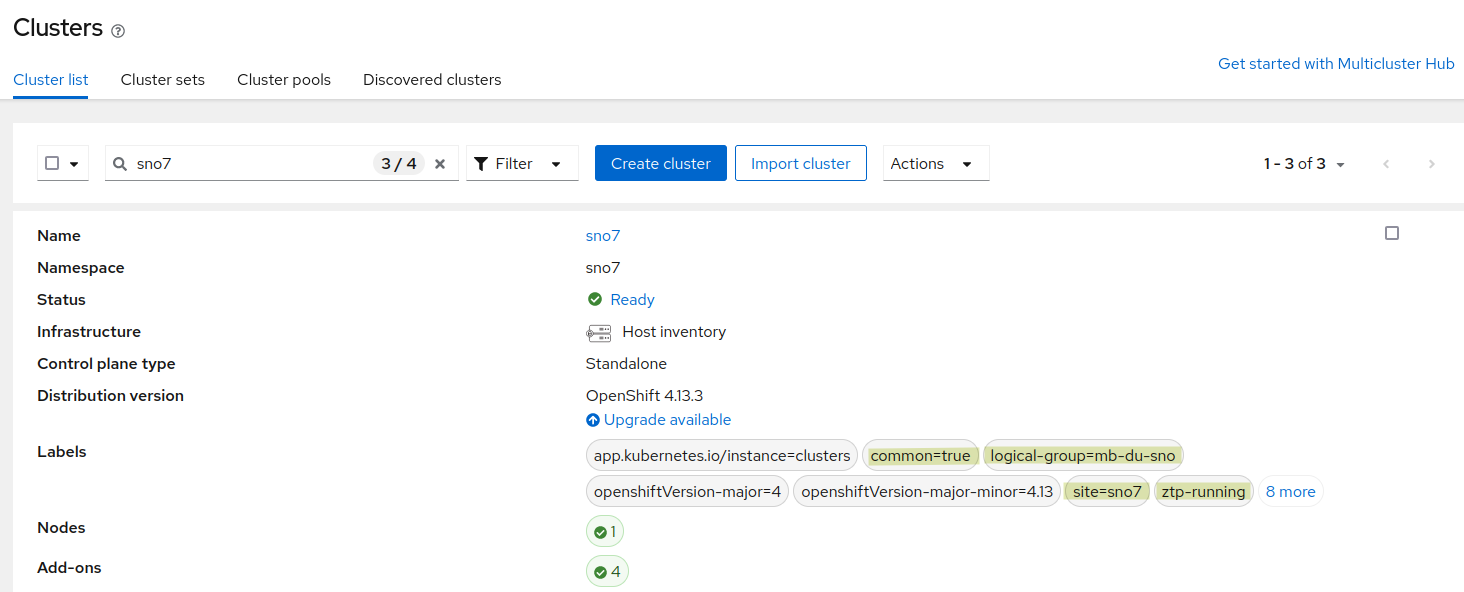 Clusters
Get started with Multicluster Hub
Cluster list Cluster sets Cluster pools Discovered clusters
sno7 3 / 4 Filter Create cluster Import cluster Actions 1 - 3 of 3
Name sno7
Namespace sno7
Status Ready
Infrastructure Host inventory
Control plane type Standalone
Distribution version OpenShift 4.13.3
Upgrade available
Labels app.kubernetes.io/instance=clusters common=true logical-group=mb-du-sno
openshiftVersion-major=4 openshiftVersion-major-minor=4.13 site=sno7 ztp-running 8 more
Nodes 1
Add-ons 4